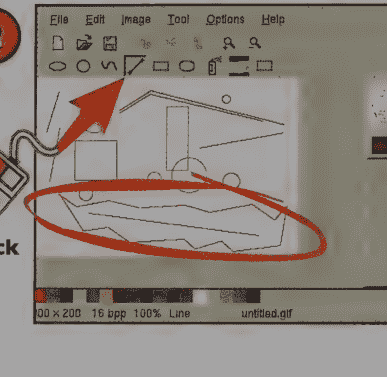 File Edit Image Tool Options Help
ck
00 x 200 16 bpp 100% Line untitled.gif